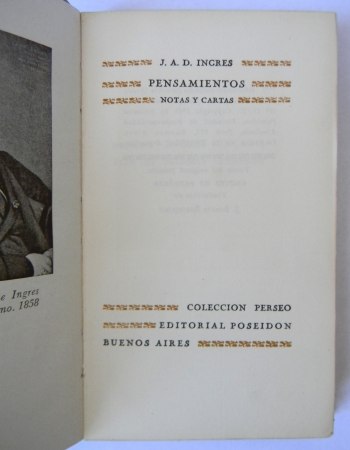 e Ingres
mo. 1858
J. A. D. INGRES
PENSAMIENTOS
NOTAS Y CARTAS
COLECCION PERSEO
EDITORIAL POSEIDON
BUENOS AIRES